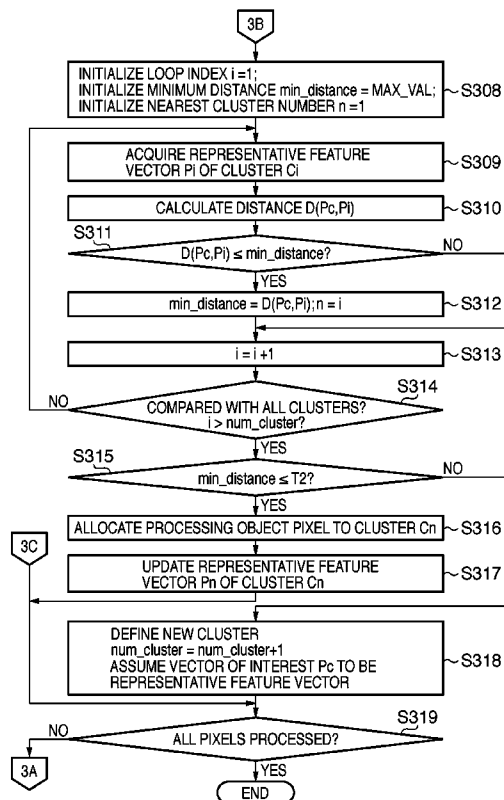 3B
INITIALIZE LOOP INDEX i =1;
INITIALIZE MINIMUM DISTANCE min_distance = MAX_VAL;
INITIALIZE NEAREST CLUSTER NUMBER n =1
S308
ACQUIRE REPRESENTATIVE FEATURE
VECTOR Pi OF CLUSTER Ci
S309
CALCULATE DISTANCE D(Pc,Pi)
S310
S311
D(Pc,Pi) ≤ min_distance?
NO
YES
min_distance = D(Pc,Pi); n = i
S312
i = i +1
S313
S314
NO
COMPARED WITH ALL CLUSTERS?
i > num_cluster?
YES
S315
min_distance ≤ T2?
NO
YES
ALLOCATE PROCESSING OBJECT PIXEL TO CLUSTER Cn
S316
3C
UPDATE REPRESENTATIVE FEATURE
VECTOR Pn OF CLUSTER Cn
S317
DEFINE NEW CLUSTER
num_cluster = num_cluster+1
ASSUME VECTOR OF INTEREST Pc TO BE
REPRESENTATIVE FEATURE VECTOR
S318
S319
NO
ALL PIXELS PROCESSED?
3A
YES
END